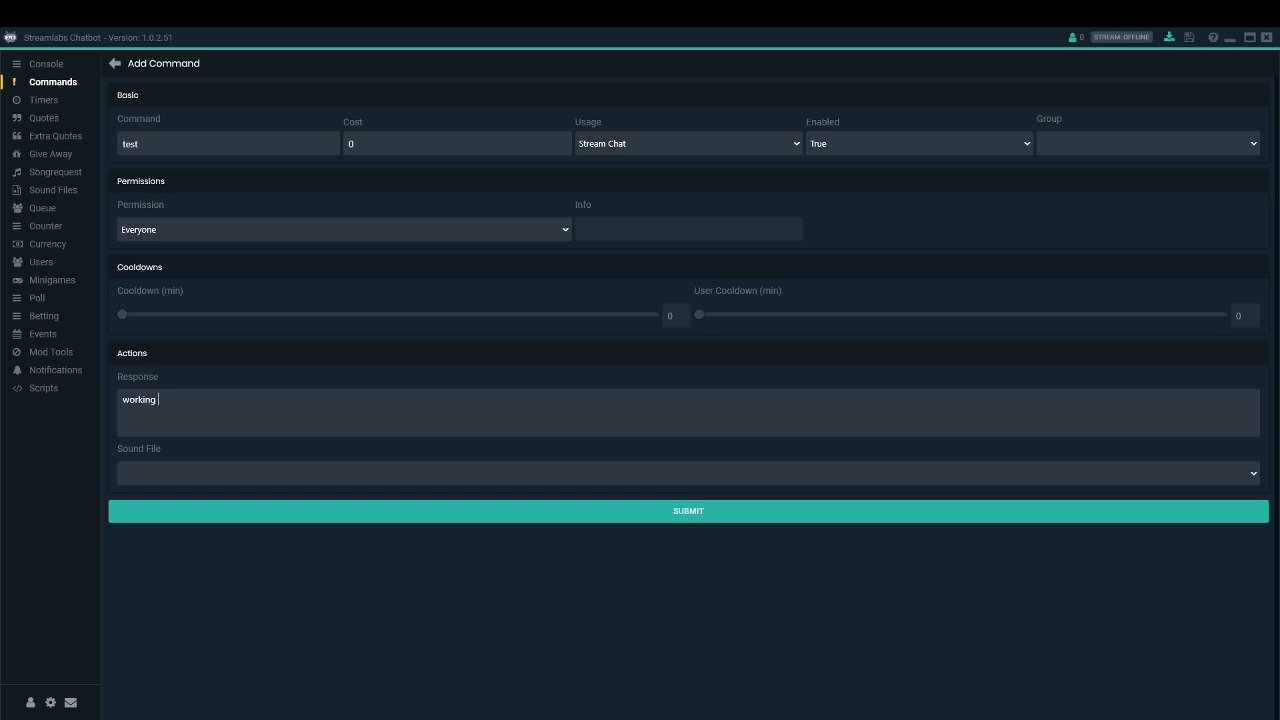 Streamlabs Chatbot - Version: 1.0.2.51
0
STREAM: OFFLINE
Console
Commands
Timers
Quotes
Extra Quotes
Give Away
Songrequest
Sound Files
Queue
Counter
Currency
Users
Minigames
Poll
Betting
Events
Mod Tools
Notifications
Scripts
Add Command
Basic
Command Cost Usage Enabled Group
test 0 Stream Chat True
Permissions
Permission Info
Everyone
Cooldowns
Cooldown (min) User Cooldown (min)
0 0
Actions
Response
working
Sound File
SUBMIT